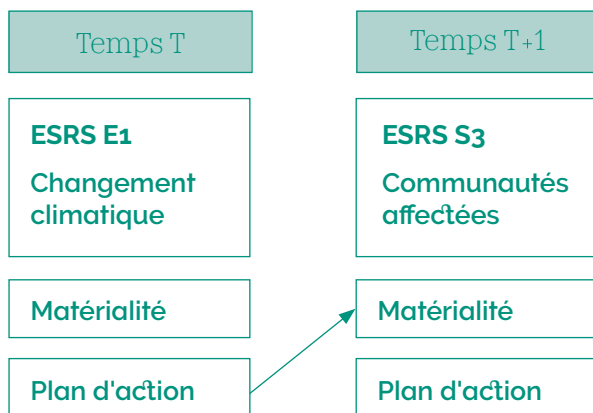 Temps T
ESRS E1
Changement
climatique
Matérialité
Plan d'action
Temps T+1
ESRS S3
Communautés
affectées
Matérialité
Plan d'action